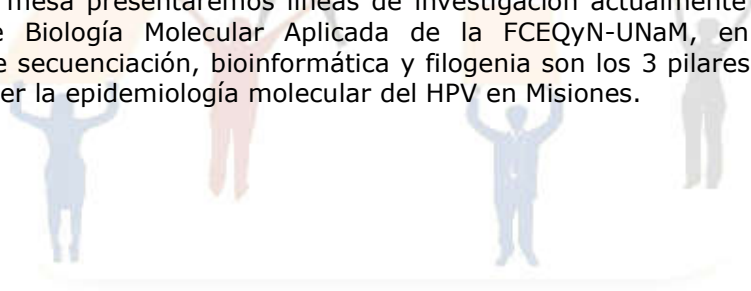 mesa presentaremos líneas de investigación actualmente
e Biología Molecular Aplicada de la FCEQyN-UNaM, en
e secuenciación, bioinformática y filogenia son los 3 pilares
er la epidemiología molecular del HPV en Misiones.